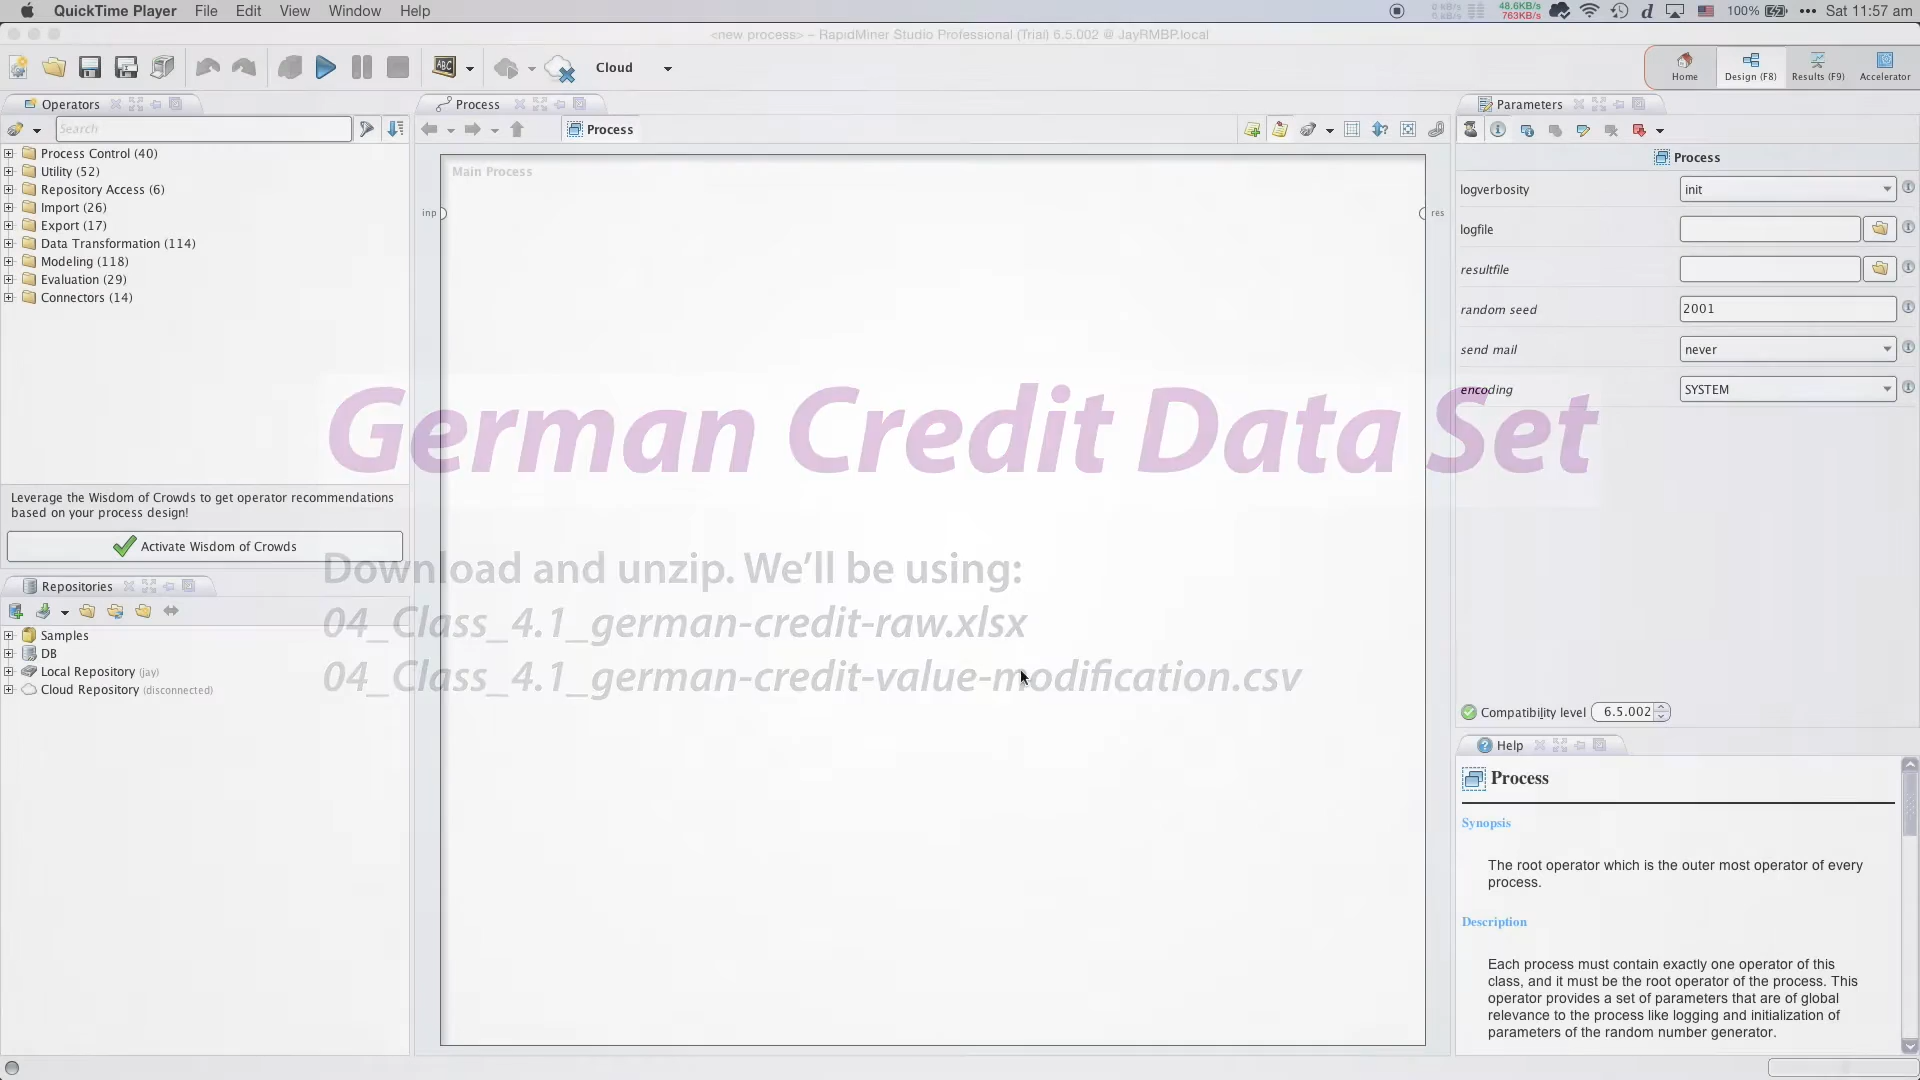 QuickTime Player File Edit View Window Help
48.6KB/s
763KB/s
100%
Sat 11:57 am
<new process> – RapidMiner Studio Professional (Trial) 6.5.002 @ JayRMBP.local
ABC
Cloud
Home
Design (F8)
Results (F9)
Accelerator
Operators
Search
Process Control (40)
Utility (52)
Repository Access (6)
Import (26)
Export (17)
Data Transformation (114)
Modeling (118)
Evaluation (29)
Connectors (14)
Leverage the Wisdom of Crowds to get operator recommendations
based on your process design!
Activate Wisdom of Crowds
Repositories
Samples
DB
Local Repository (jay)
Cloud Repository (disconnected)
Process
Process
Main Process
inp
res
German Credit Data Set
Download and unzip. We'll be using:
04_Class_4.1_german-credit-raw.xlsx
04_Class_4.1_german-credit-value-modification.csv
Parameters
Process
logverbosity init
logfile
resultfile
random seed 2001
send mail never
encoding SYSTEM
Compatibility level 6.5.002
Help
Process
Synopsis
The root operator which is the outer most operator of every
process.
Description
Each process must contain exactly one operator of this
class, and it must be the root operator of the process. This
operator provides a set of parameters that are of global
relevance to the process like logging and initialization of
parameters of the random number generator.